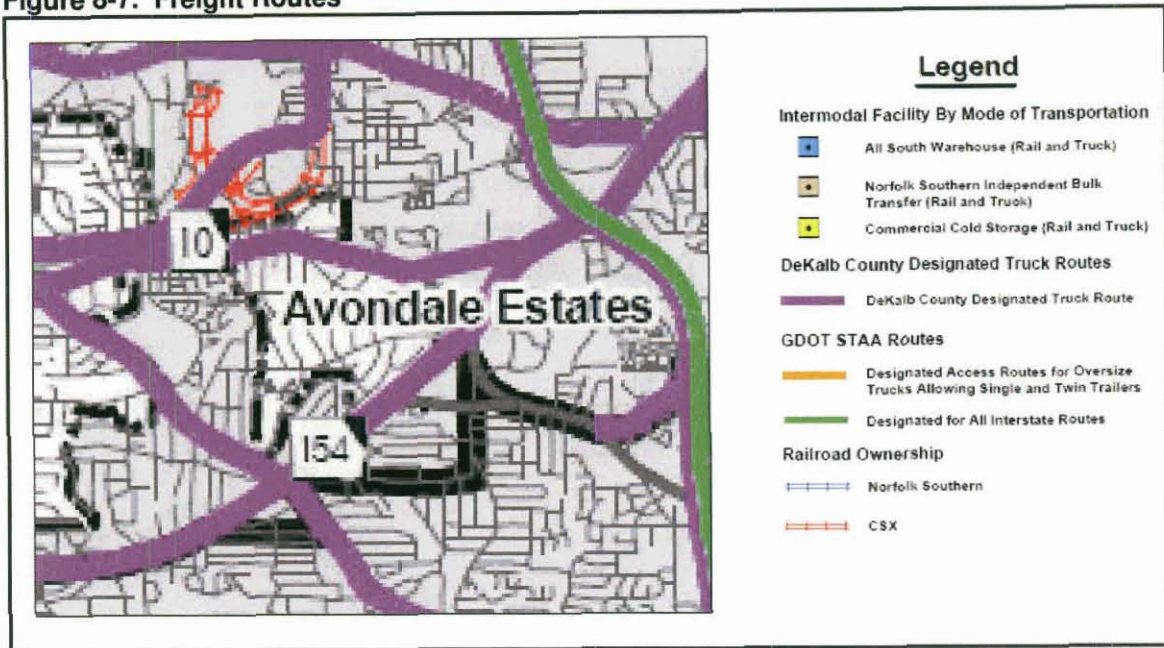 Figure 8-7: Freight Routes
10
Avondale Estates
154
Legend
Intermodal Facility By Mode of Transportation
All South Warehouse (Rail and Truck)
Norfolk Southern Independent Bulk
Transfer (Rail and Truck)
Commercial Cold Storage (Rail and Truck)
DeKalb County Designated Truck Routes
DeKalb County Designated Truck Route
GDOT STAA Routes
Designated Access Routes for Oversize
Trucks Allowing Single and Twin Trailers
Designated for All Interstate Routes
Railroad Ownership
Norfolk Southern
CSX